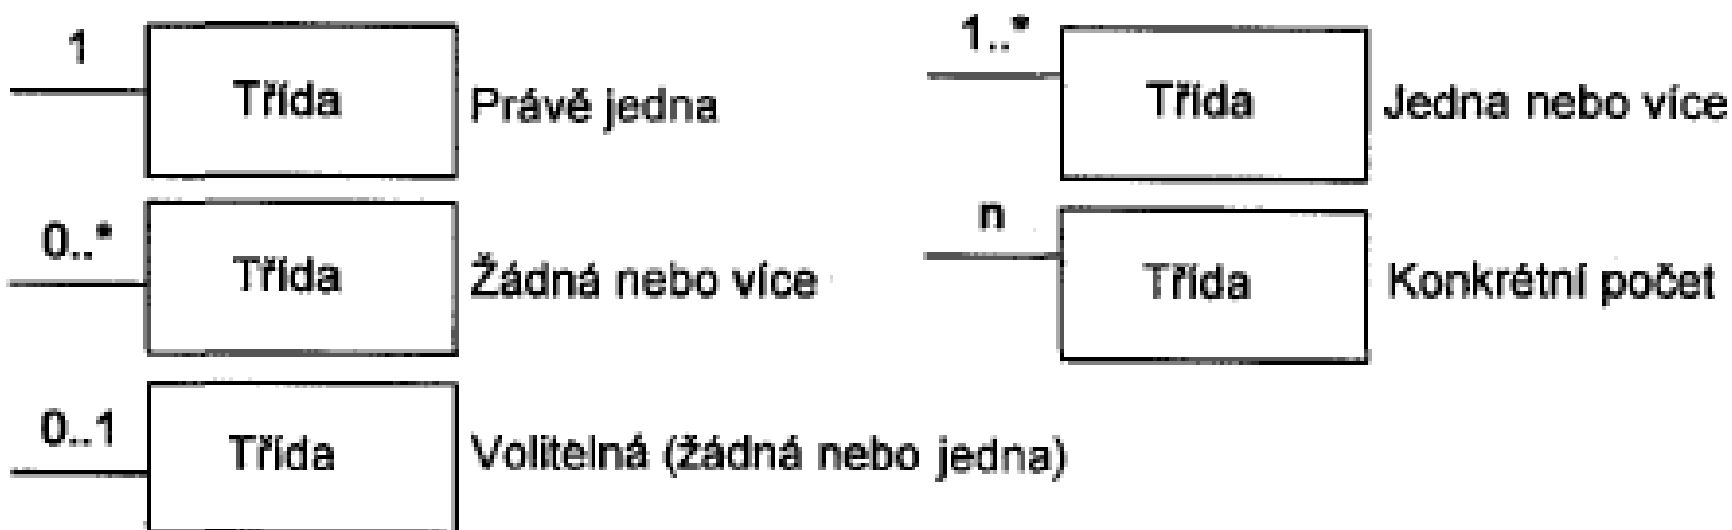 1
Třída
Právě jedna
0..*
Třída
Žádná nebo více
0..1
Třída
Volitelná (žádná nebo jedna)
1..*
Třída
Jedna nebo více
n
Třída
Konkrétní počet